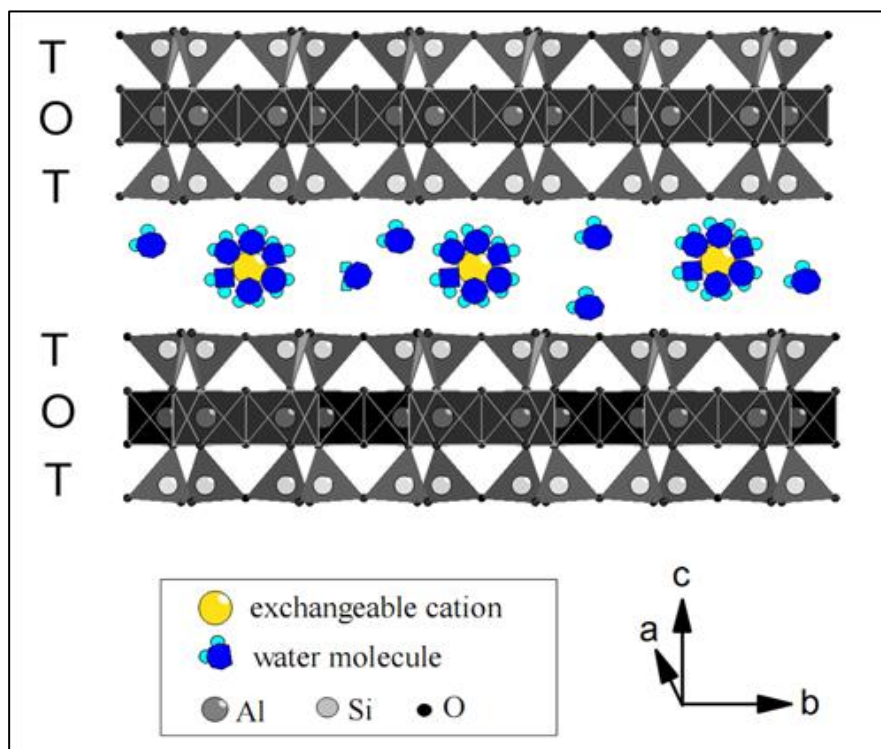 T
O
T
T
O
T
exchangeable cation
water molecule
Al Si O
c
a
b